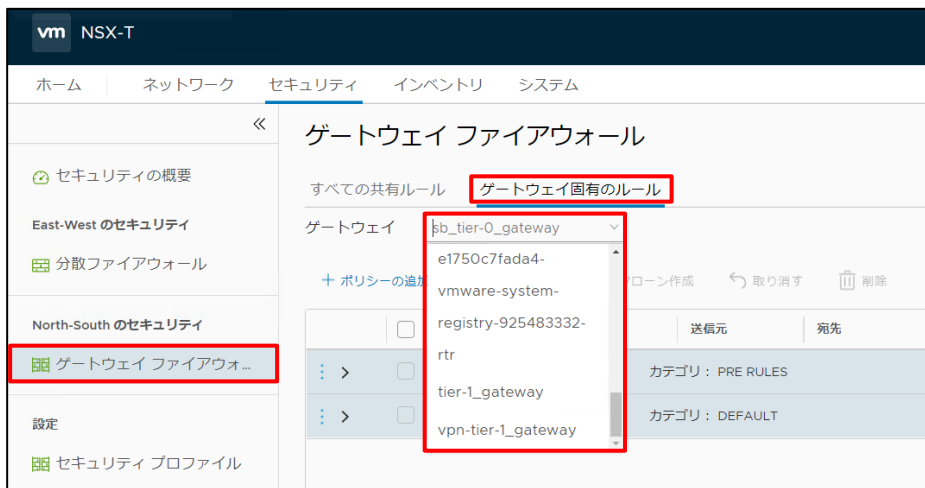 vm NSX-T
ホーム ネットワーク セキュリティ インベントリ システム
«
セキュリティの概要
East-West のセキュリティ
分散ファイアウォール
North-South のセキュリティ
ゲートウェイ ファイアウォ...
設定
セキュリティ プロファイル
ゲートウェイ ファイアウォール
すべての共有ルール ゲートウェイ固有のルール
ゲートウェイ sb_tier-0_gateway
e1750c7fada4-
vmware-system-
registry-925483332-
rtr
tier-1_gateway
vpn-tier-1_gateway
+ ポリシーの追加 ローン作成 取り消す 削除
送信元 宛先
カテゴリ : PRE RULES
カテゴリ : DEFAULT